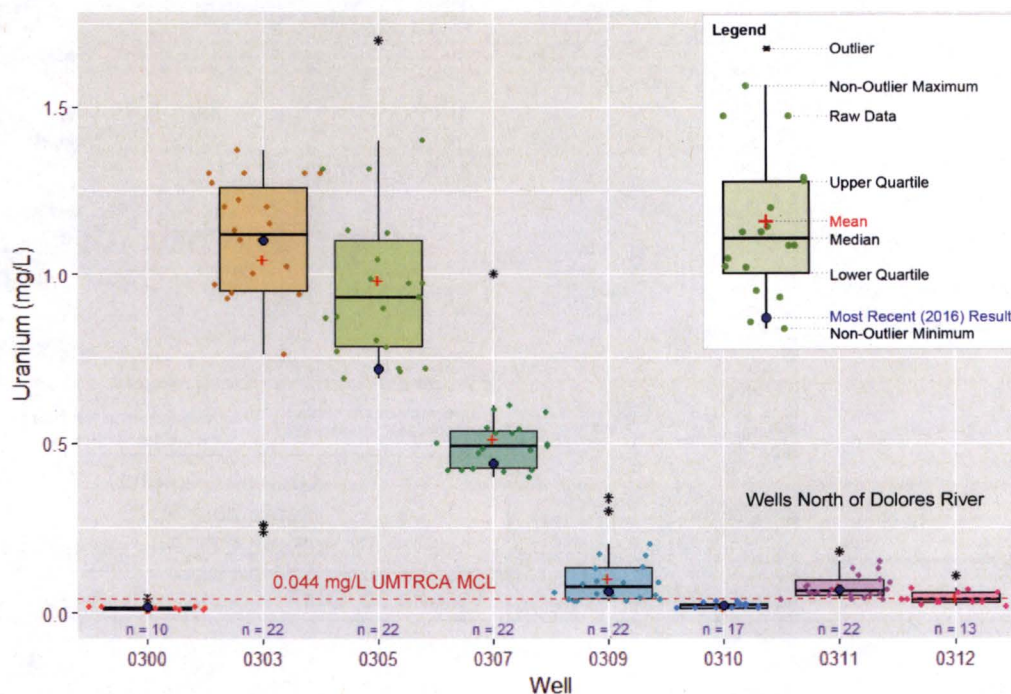 Legend
Outlier
Non-Outlier Maximum
Raw Data
Upper Quartile
Mean
Median
Lower Quartile
Most Recent (2016) Result
Non-Outlier Minimum
Uranium (mg/L)
1.5
1.0
0.5
0.0
Wells North of Dolores River
0.044 mg/L UMTRCA MCL
n = 10 n = 22 n = 22 n = 22 n = 22 n = 17 n = 22 n = 13
0300 0303 0305 0307 0309 0310 0311 0312
Well